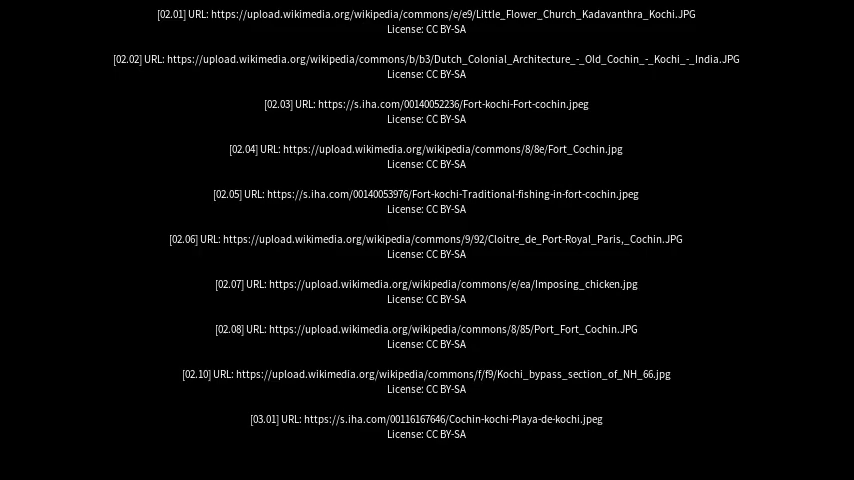 [02.01] URL: https://upload.wikimedia.org/wikipedia/commons/e/e9/Little_Flower_Church_Kadavanthra_Kochi.JPG
License: CC BY-SA
[02.02] URL: https://upload.wikimedia.org/wikipedia/commons/b/b3/Dutch_Colonial_Architecture_-_Old_Cochin_-_Kochi_-_India.JPG
License: CC BY-SA
[02.03] URL: https://s.iha.com/00140052236/Fort-kochi-Fort-cochin.jpeg
License: CC BY-SA
[02.04] URL: https://upload.wikimedia.org/wikipedia/commons/8/8e/Fort_Cochin.jpg
License: CC BY-SA
[02.05] URL: https://s.iha.com/00140053976/Fort-kochi-Traditional-fishing-in-fort-cochin.jpeg
License: CC BY-SA
[02.06] URL: https://upload.wikimedia.org/wikipedia/commons/9/92/Cloitre_de_Port-Royal_Paris,_Cochin.JPG
License: CC BY-SA
[02.07] URL: https://upload.wikimedia.org/wikipedia/commons/e/ea/Imposing_chicken.jpg
License: CC BY-SA
[02.08] URL: https://upload.wikimedia.org/wikipedia/commons/8/85/Port_Fort_Cochin.JPG
License: CC BY-SA
[02.10] URL: https://upload.wikimedia.org/wikipedia/commons/f/f9/Kochi_bypass_section_of_NH_66.jpg
License: CC BY-SA
[03.01] URL: https://s.iha.com/00116167646/Cochin-kochi-Playa-de-kochi.jpeg
License: CC BY-SA